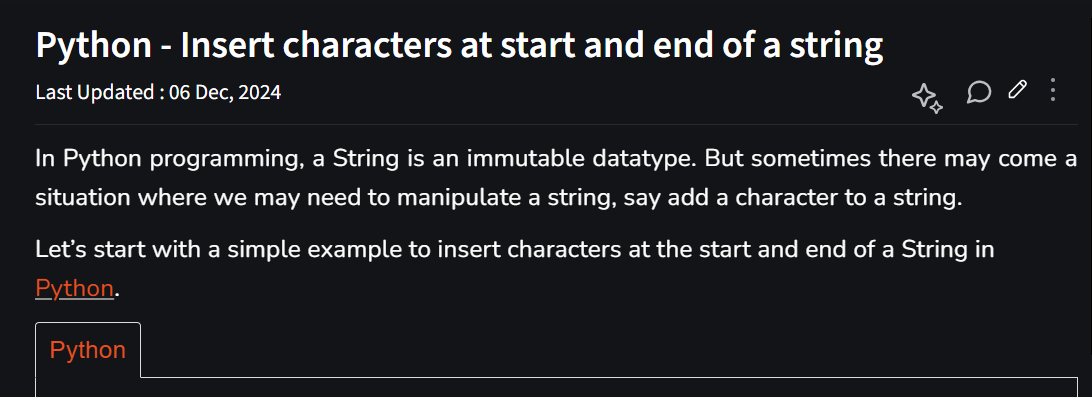 Python - Insert characters at start and end of a string
Last Updated : 06 Dec, 2024
In Python programming, a String is an immutable datatype. But sometimes there may come a
situation where we may need to manipulate a string, say add a character to a string.
Let’s start with a simple example to insert characters at the start and end of a String in
Python.
Python